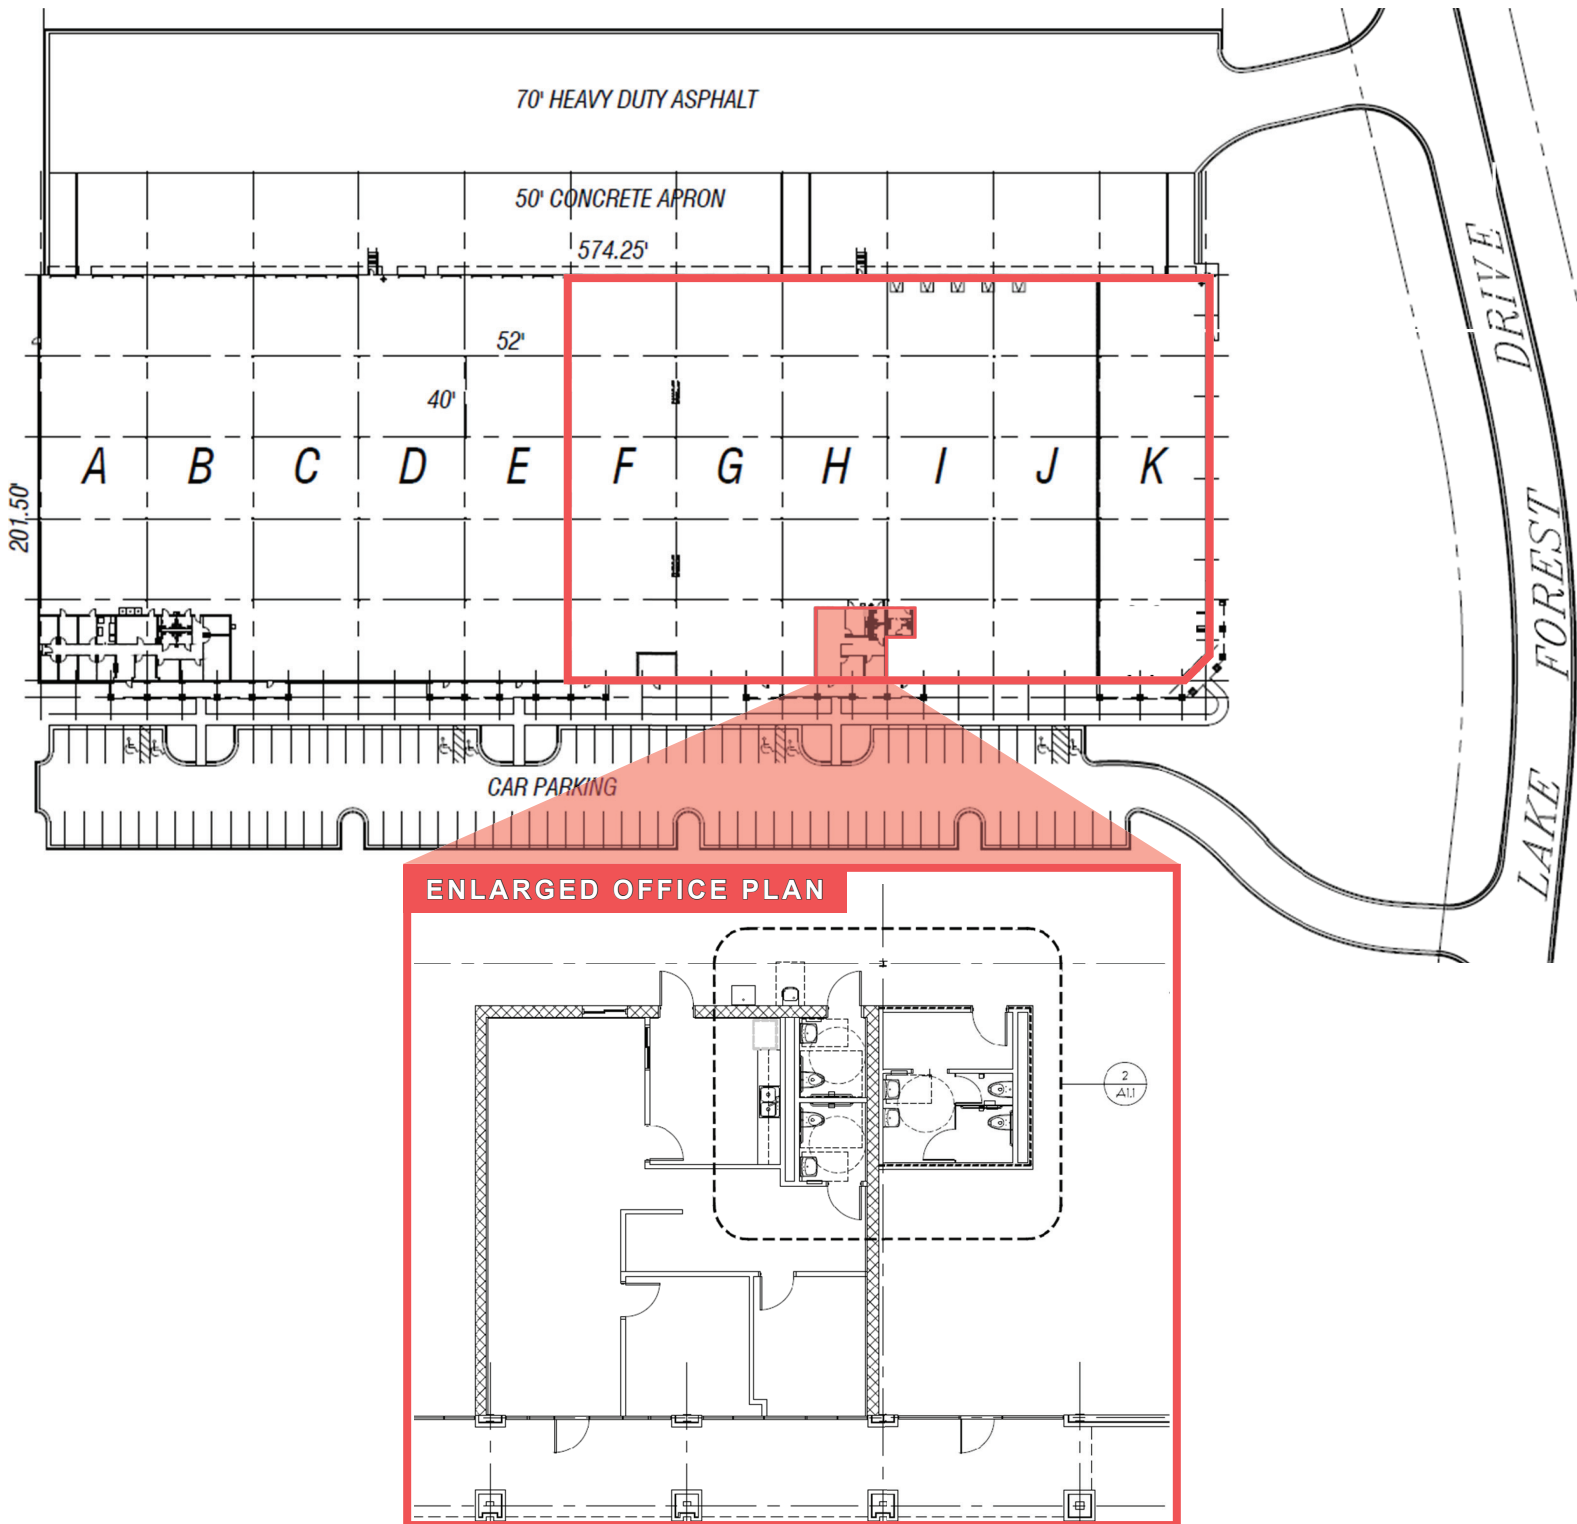 70' HEAVY DUTY ASPHALT
50' CONCRETE APRON
574.25'
52'
40'
A B C D E F G H I J K
201.50'
CAR PARKING
LAKE FOREST DRIVE
ENLARGED OFFICE PLAN
2
A1.1